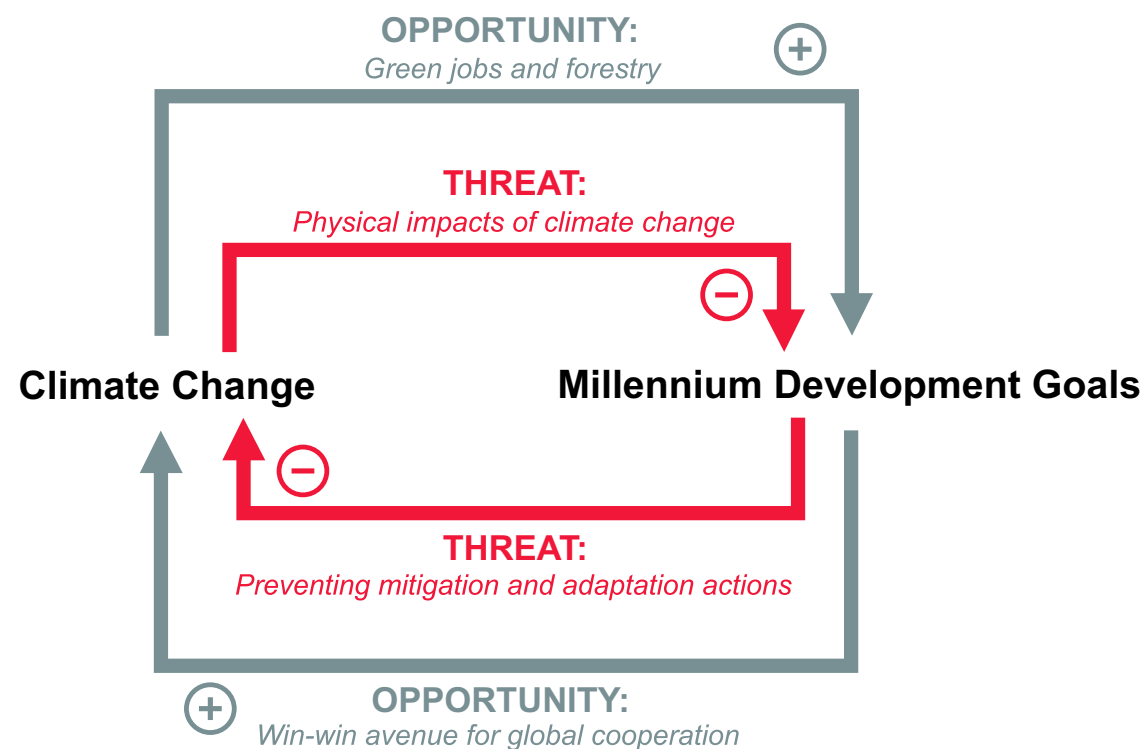 OPPORTUNITY:
Green jobs and forestry
+
THREAT:
Physical impacts of climate change
−
Climate Change
Millennium Development Goals
−
THREAT:
Preventing mitigation and adaptation actions
+
OPPORTUNITY:
Win-win avenue for global cooperation